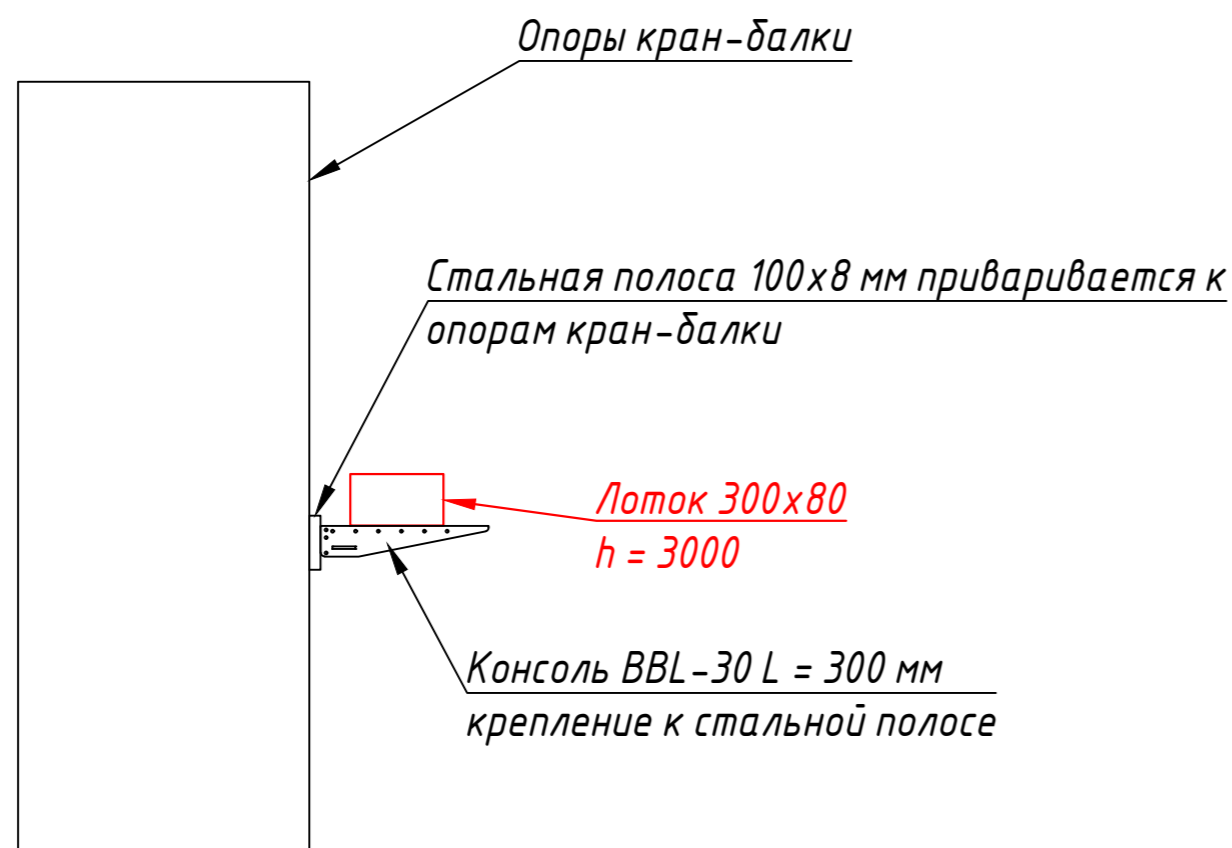 Опоры кран-балки
Стальная полоса 100х8 мм приваривается к
опорам кран-балки
Лоток 300х80
h = 3000
Консоль BBL-30 L = 300 мм
крепление к стальной полосе